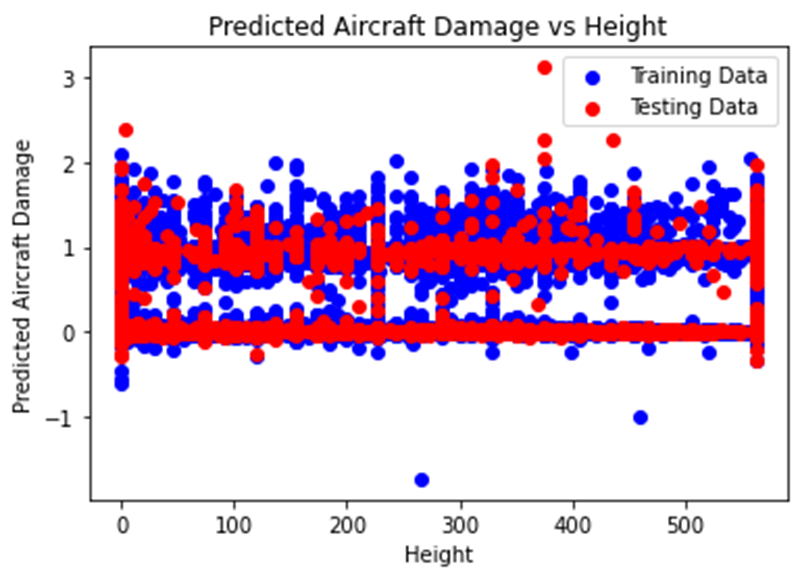 Predicted Aircraft Damage vs Height
Training Data
Testing Data
Predicted Aircraft Damage
3
2
1
0
−1
0 100 200 300 400 500
Height